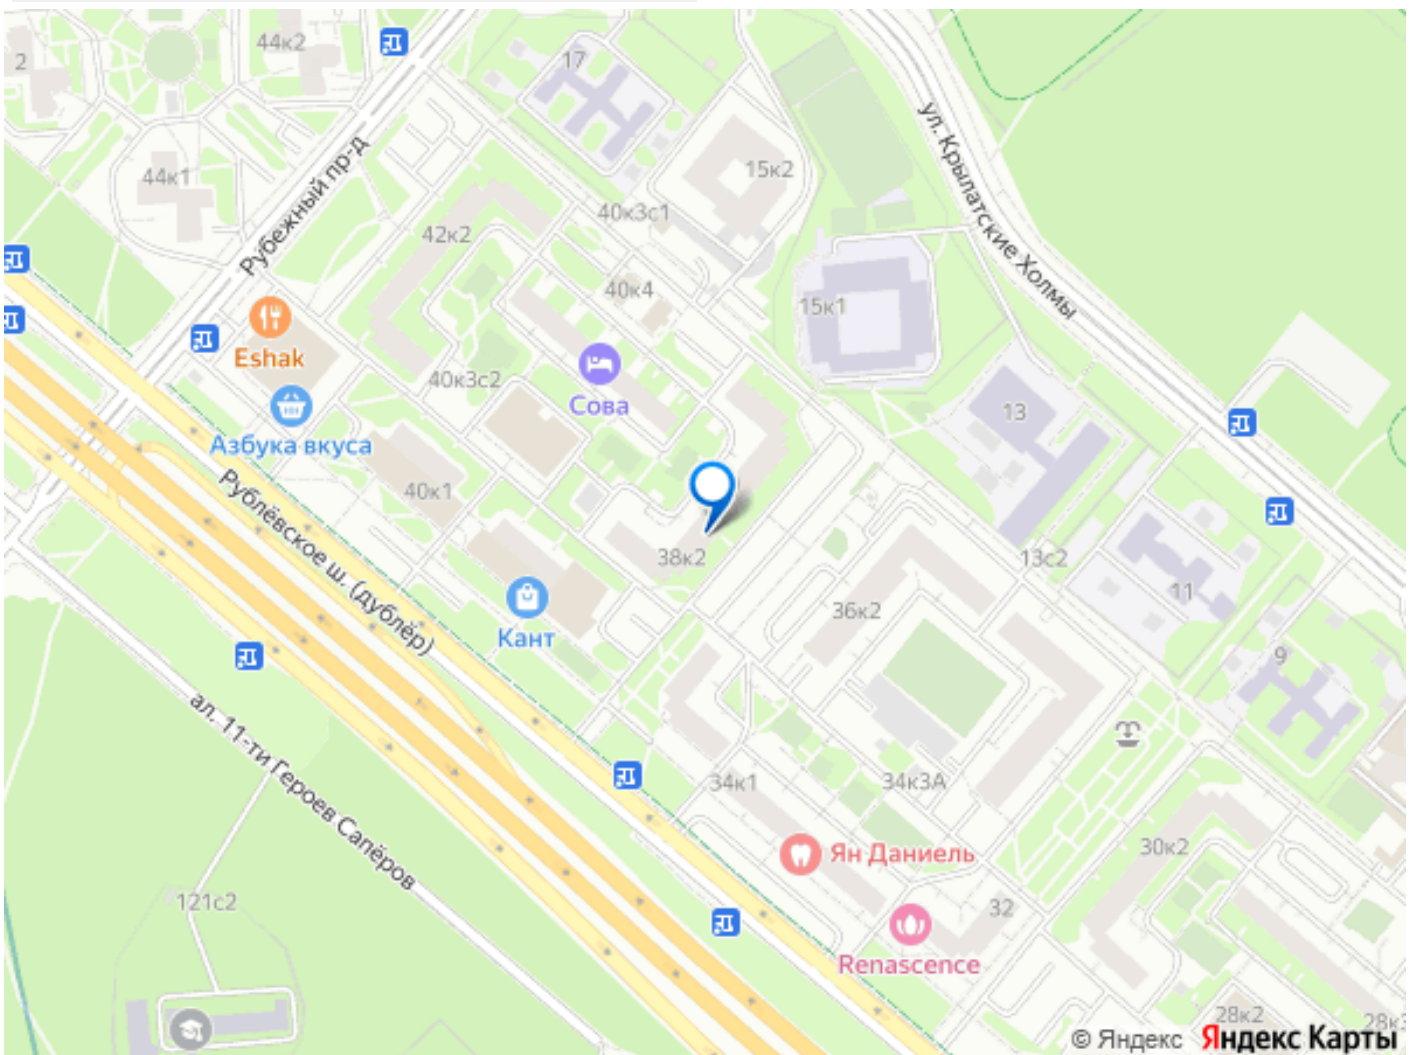 44к2
2
17
ул. Крылатские Холмы
Рубежный пр-д
44к1
15к2
40к3с1
42к2
40к4
15к1
Eshak
40к3с2
Сова
13
Азбука вкуса
40к1
Рублёвское ш. (дублёр)
38к2
13с2
11
36к2
Кант
9
ал. 11-ти Героев Сапёров
34к1
34к3А
Ян Даниель
30к2
121с2
32
Renascence
28к2
28к3
© Яндекс Яндекс Карты